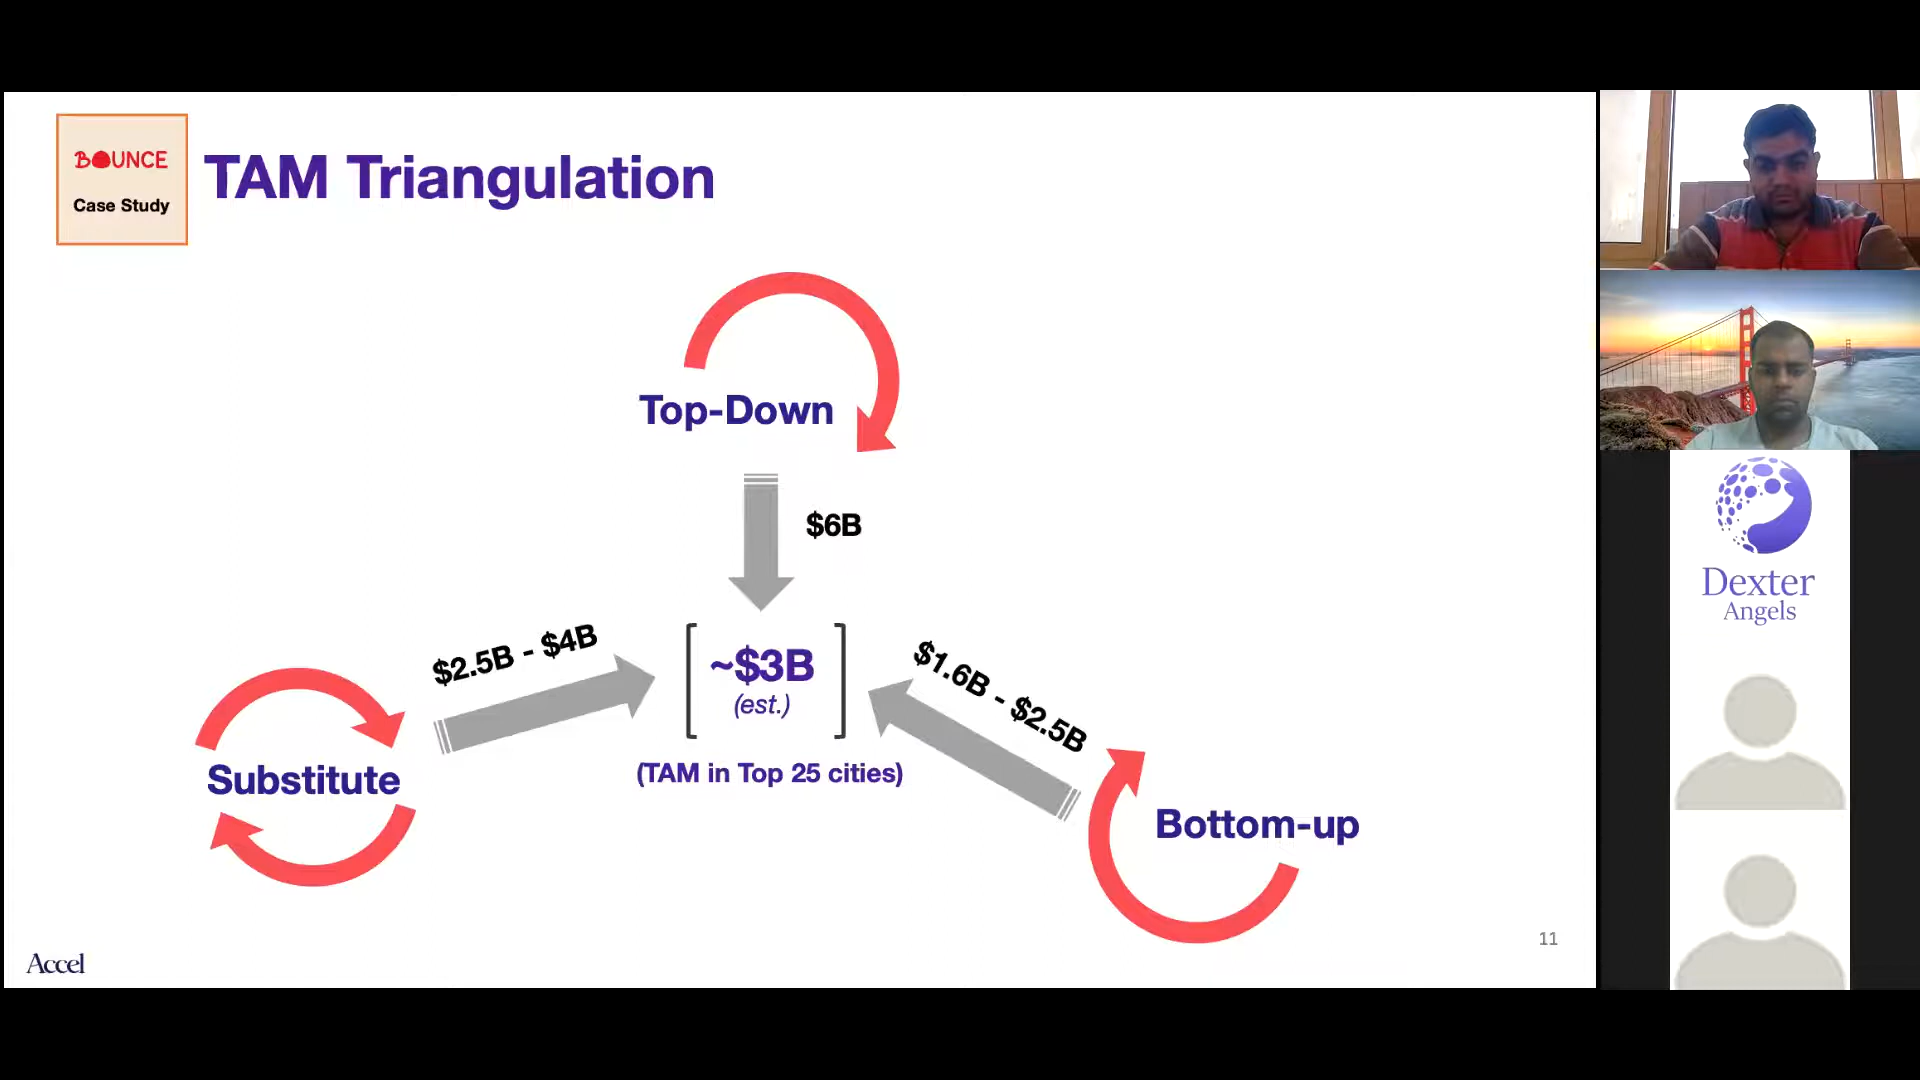 BOUNCE
Case Study
TAM Triangulation
Top-Down
$6B
$2.5B - $4B
~$3B
(est.)
$1.6B - $2.5B
(TAM in Top 25 cities)
Substitute
Bottom-up
11
Accel
Dexter
Angels